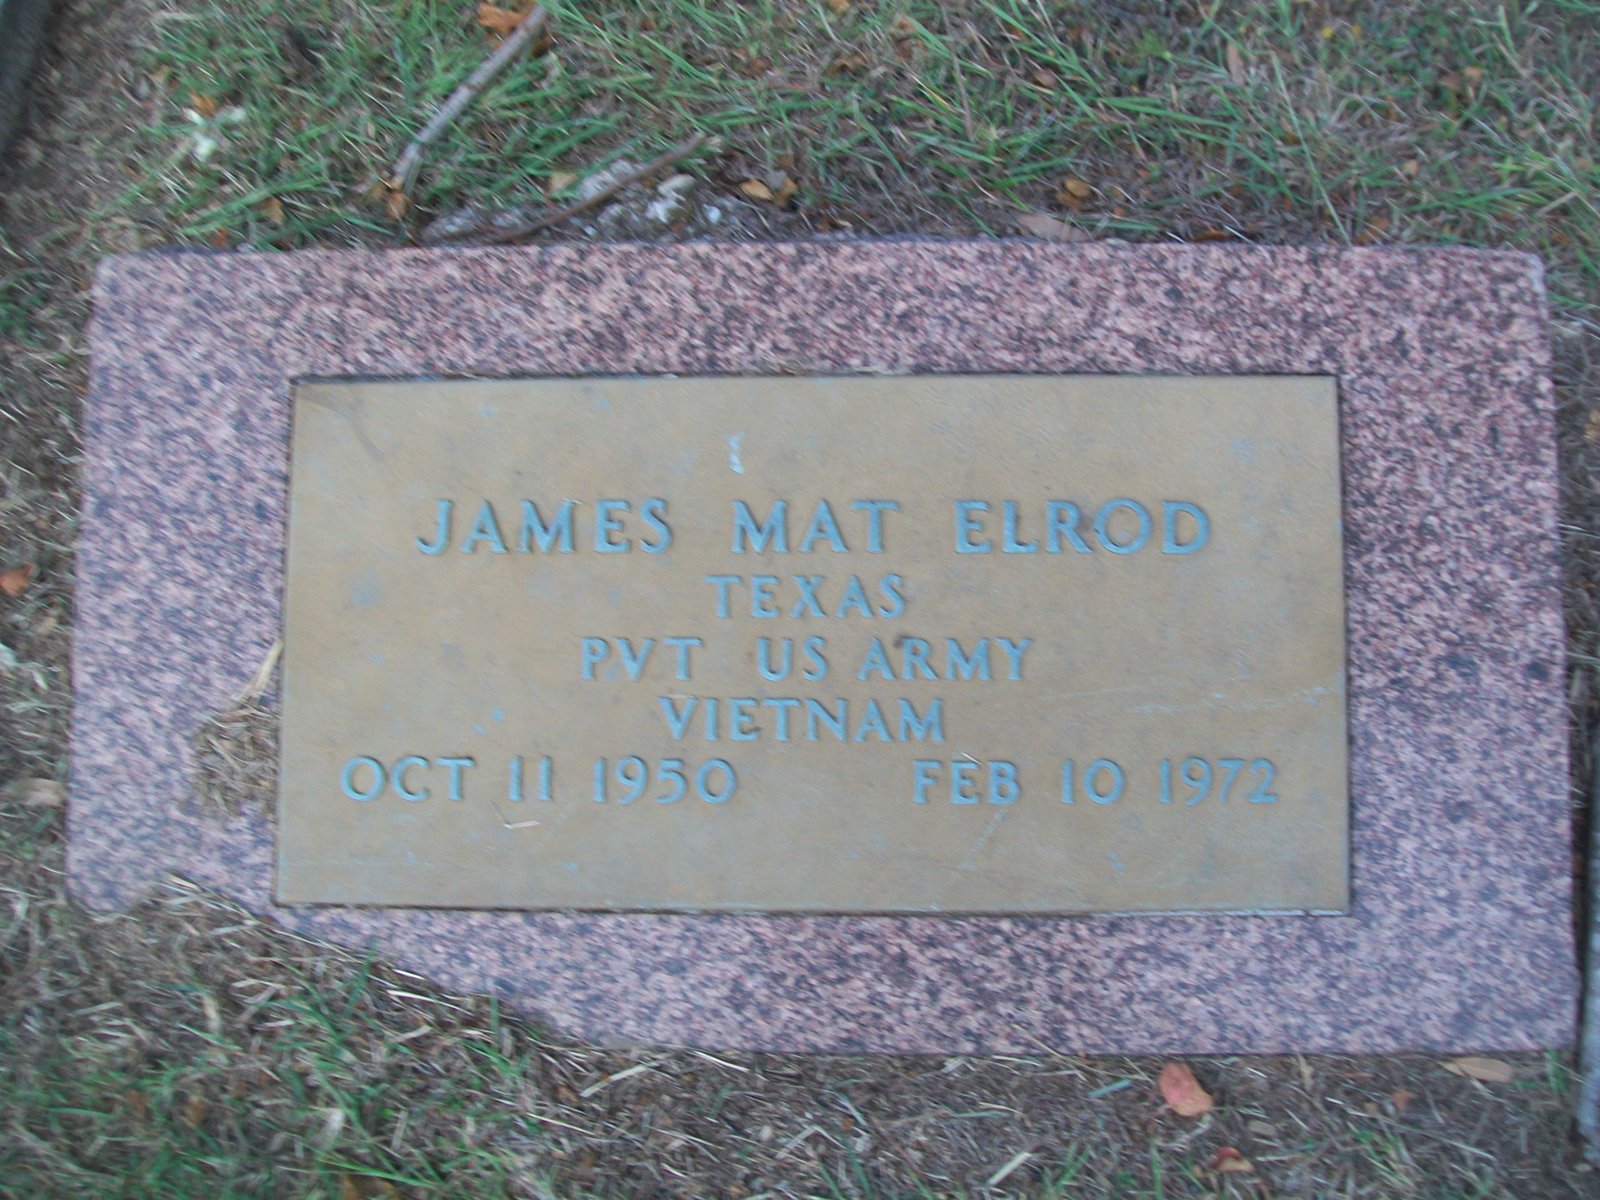 JAMES MAT ELROD
TEXAS
PVT US ARMY
VIETNAM
OCT 11 1950 FEB 10 1972